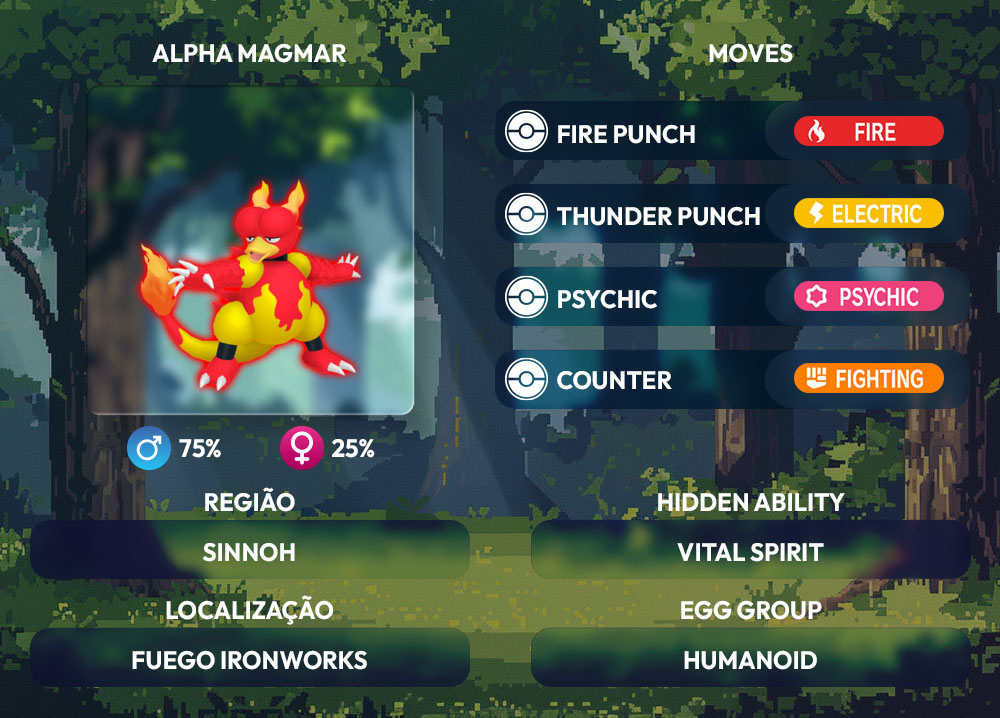 ALPHA MAGMAR
75%
25%
REGIÃO
SINNOH
LOCALIZAÇÃO
FUEGO IRONWORKS
MOVES
FIRE PUNCH
FIRE
THUNDER PUNCH
ELECTRIC
PSYCHIC
PSYCHIC
COUNTER
FIGHTING
HIDDEN ABILITY
VITAL SPIRIT
EGG GROUP
HUMANOID